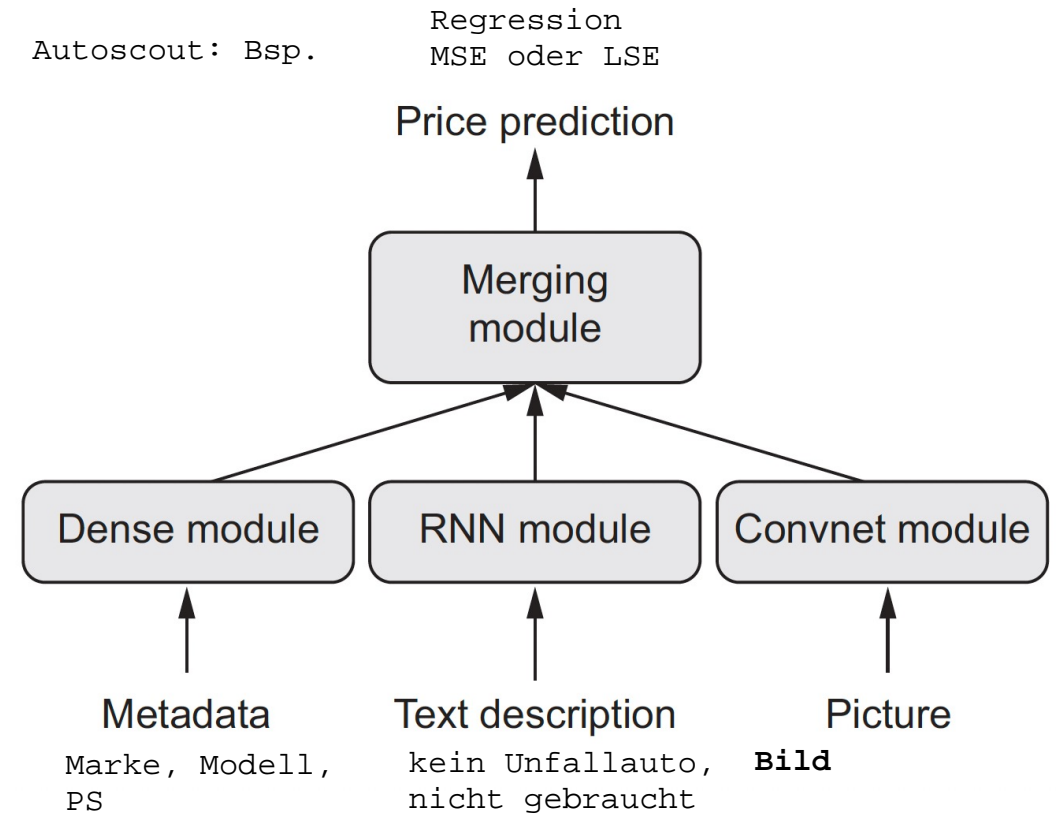 Regression
Autoscout: Bsp.
MSE oder LSE
Price prediction
Merging
module
Dense module
RNN module
Convnet module
Metadata
Text description
Picture
Marke, Modell,
PS
kein Unfallauto,
nicht gebraucht
Bild